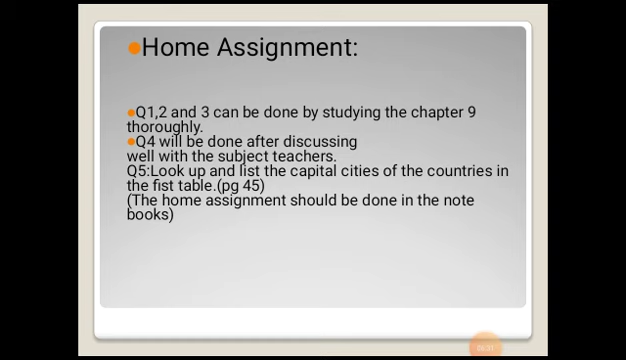 Home Assignment:
Q1,2 and 3 can be done by studying the chapter 9
thoroughly.
Q4 will be done after discussing
well with the subject teachers.
Q5:Look up and list the capital cities of the countries in
the fist table.(pg 45)
(The home assignment should be done in the note
books)